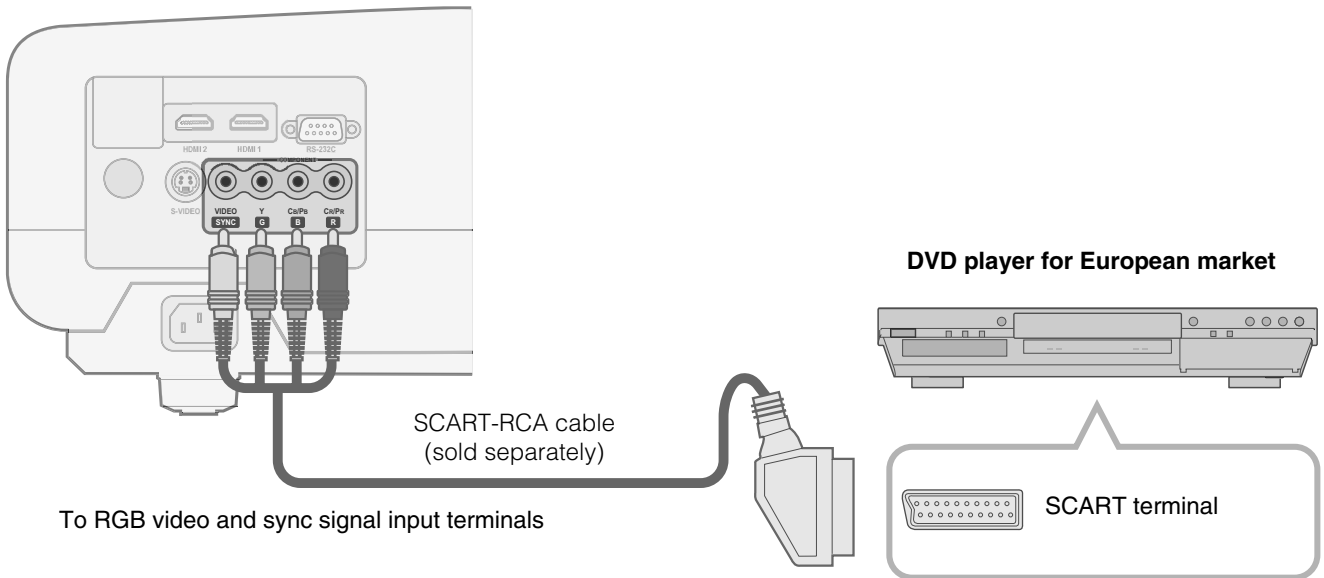 HDMI 2 HDMI 1 RS-232C
COMPONENT
S-VIDEO VIDEO Y CB/PB CR/PR
SYNC G B R
DVD player for European market
SCART-RCA cable
(sold separately)
SCART terminal
To RGB video and sync signal input terminals